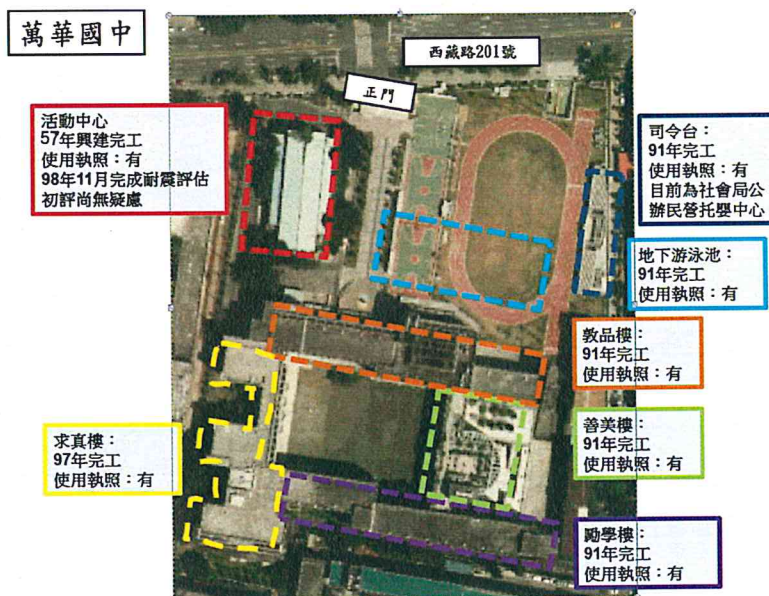 萬華國中
西藏路201號
正門
活動中心
57年興建完工
使用執照：有
98年11月完成耐震評估
初評尚無疑慮
司令台：
91年完工
使用執照：有
目前為社會局公
辦民營托嬰中心
地下游泳池：
91年完工
使用執照：有
敦品樓：
91年完工
使用執照：有
求真樓：
97年完工
使用執照：有
善美樓：
91年完工
使用執照：有
勵學樓：
91年完工
使用執照：有